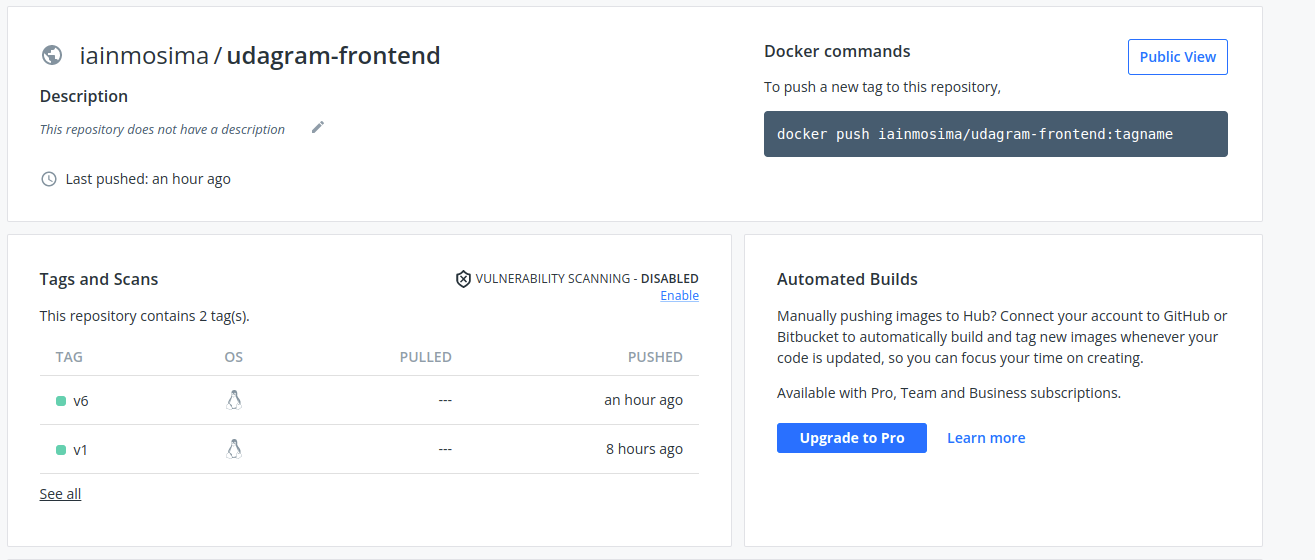 iainmosima / udagram-frontend
Description
This repository does not have a description
Last pushed: an hour ago
Docker commands
Public View
To push a new tag to this repository,
docker push iainmosima/udagram-frontend:tagname
Tags and Scans
VULNERABILITY SCANNING - DISABLED
Enable
This repository contains 2 tag(s).
TAG OS PULLED PUSHED
v6 --- an hour ago
v1 --- 8 hours ago
See all
Automated Builds
Manually pushing images to Hub? Connect your account to GitHub or
Bitbucket to automatically build and tag new images whenever your
code is updated, so you can focus your time on creating.
Available with Pro, Team and Business subscriptions.
Upgrade to Pro Learn more